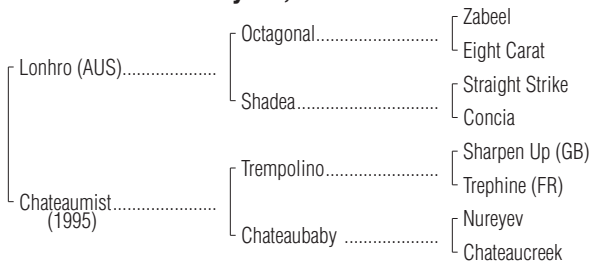 Zabeel
Octagonal....................
Eight Carat
Lonhro (AUS)....................
Straight Strike
Shadea..........................
Concia
Sharpen Up (GB)
Trempolino.......................
Trephine (FR)
Chateaumist......................
(1995)
Nureyev
Chateaubaby ....................
Chateaucreek